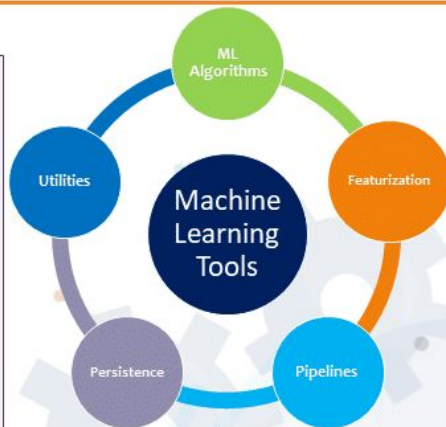 ML
Algorithms
Utilities
Featurization
Machine
Learning
Tools
Persistence
Pipelines